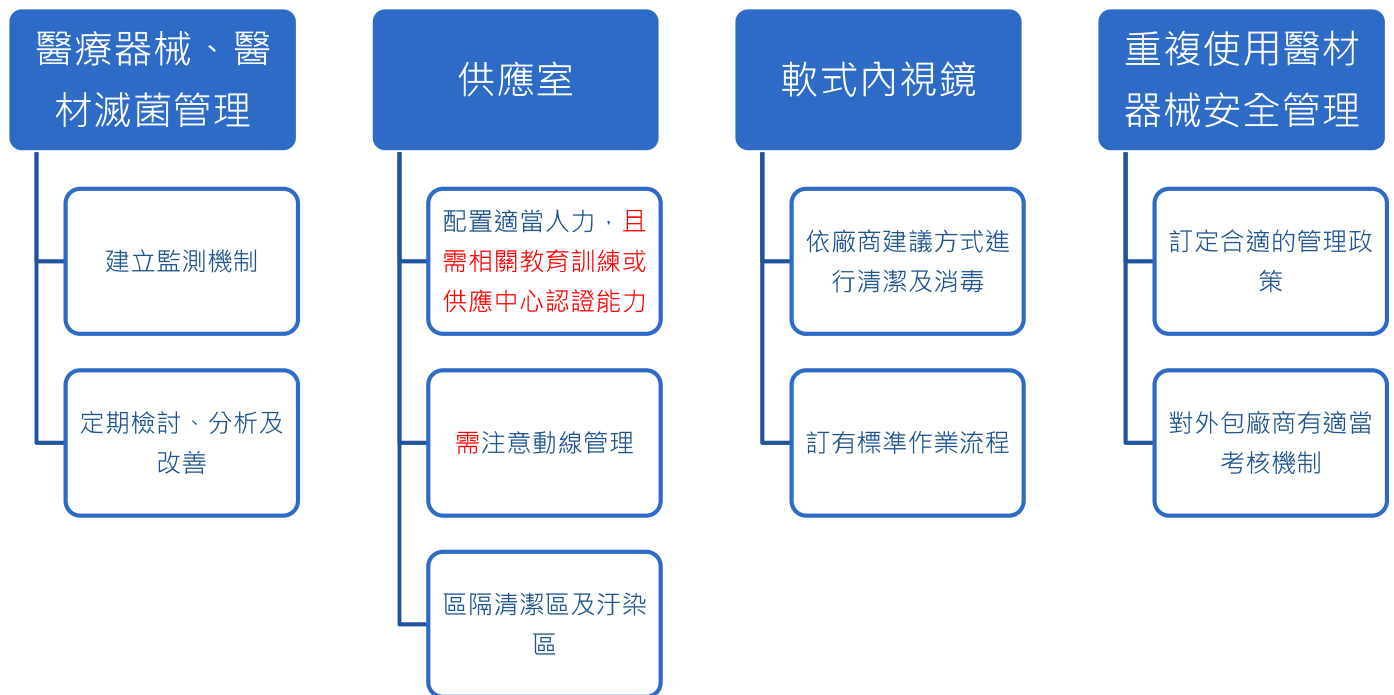 醫療器械、醫
材滅菌管理
建立監測機制
定期檢討、分析及
改善
供應室
配置適當人力，且
需相關教育訓練或
供應中心認證能力
需注意動線管理
區隔清潔區及汙染
區
軟式內視鏡
依廠商建議方式進
行清潔及消毒
訂有標準作業流程
重複使用醫材
器械安全管理
訂定合適的管理政
策
對外包廠商有適當
考核機制